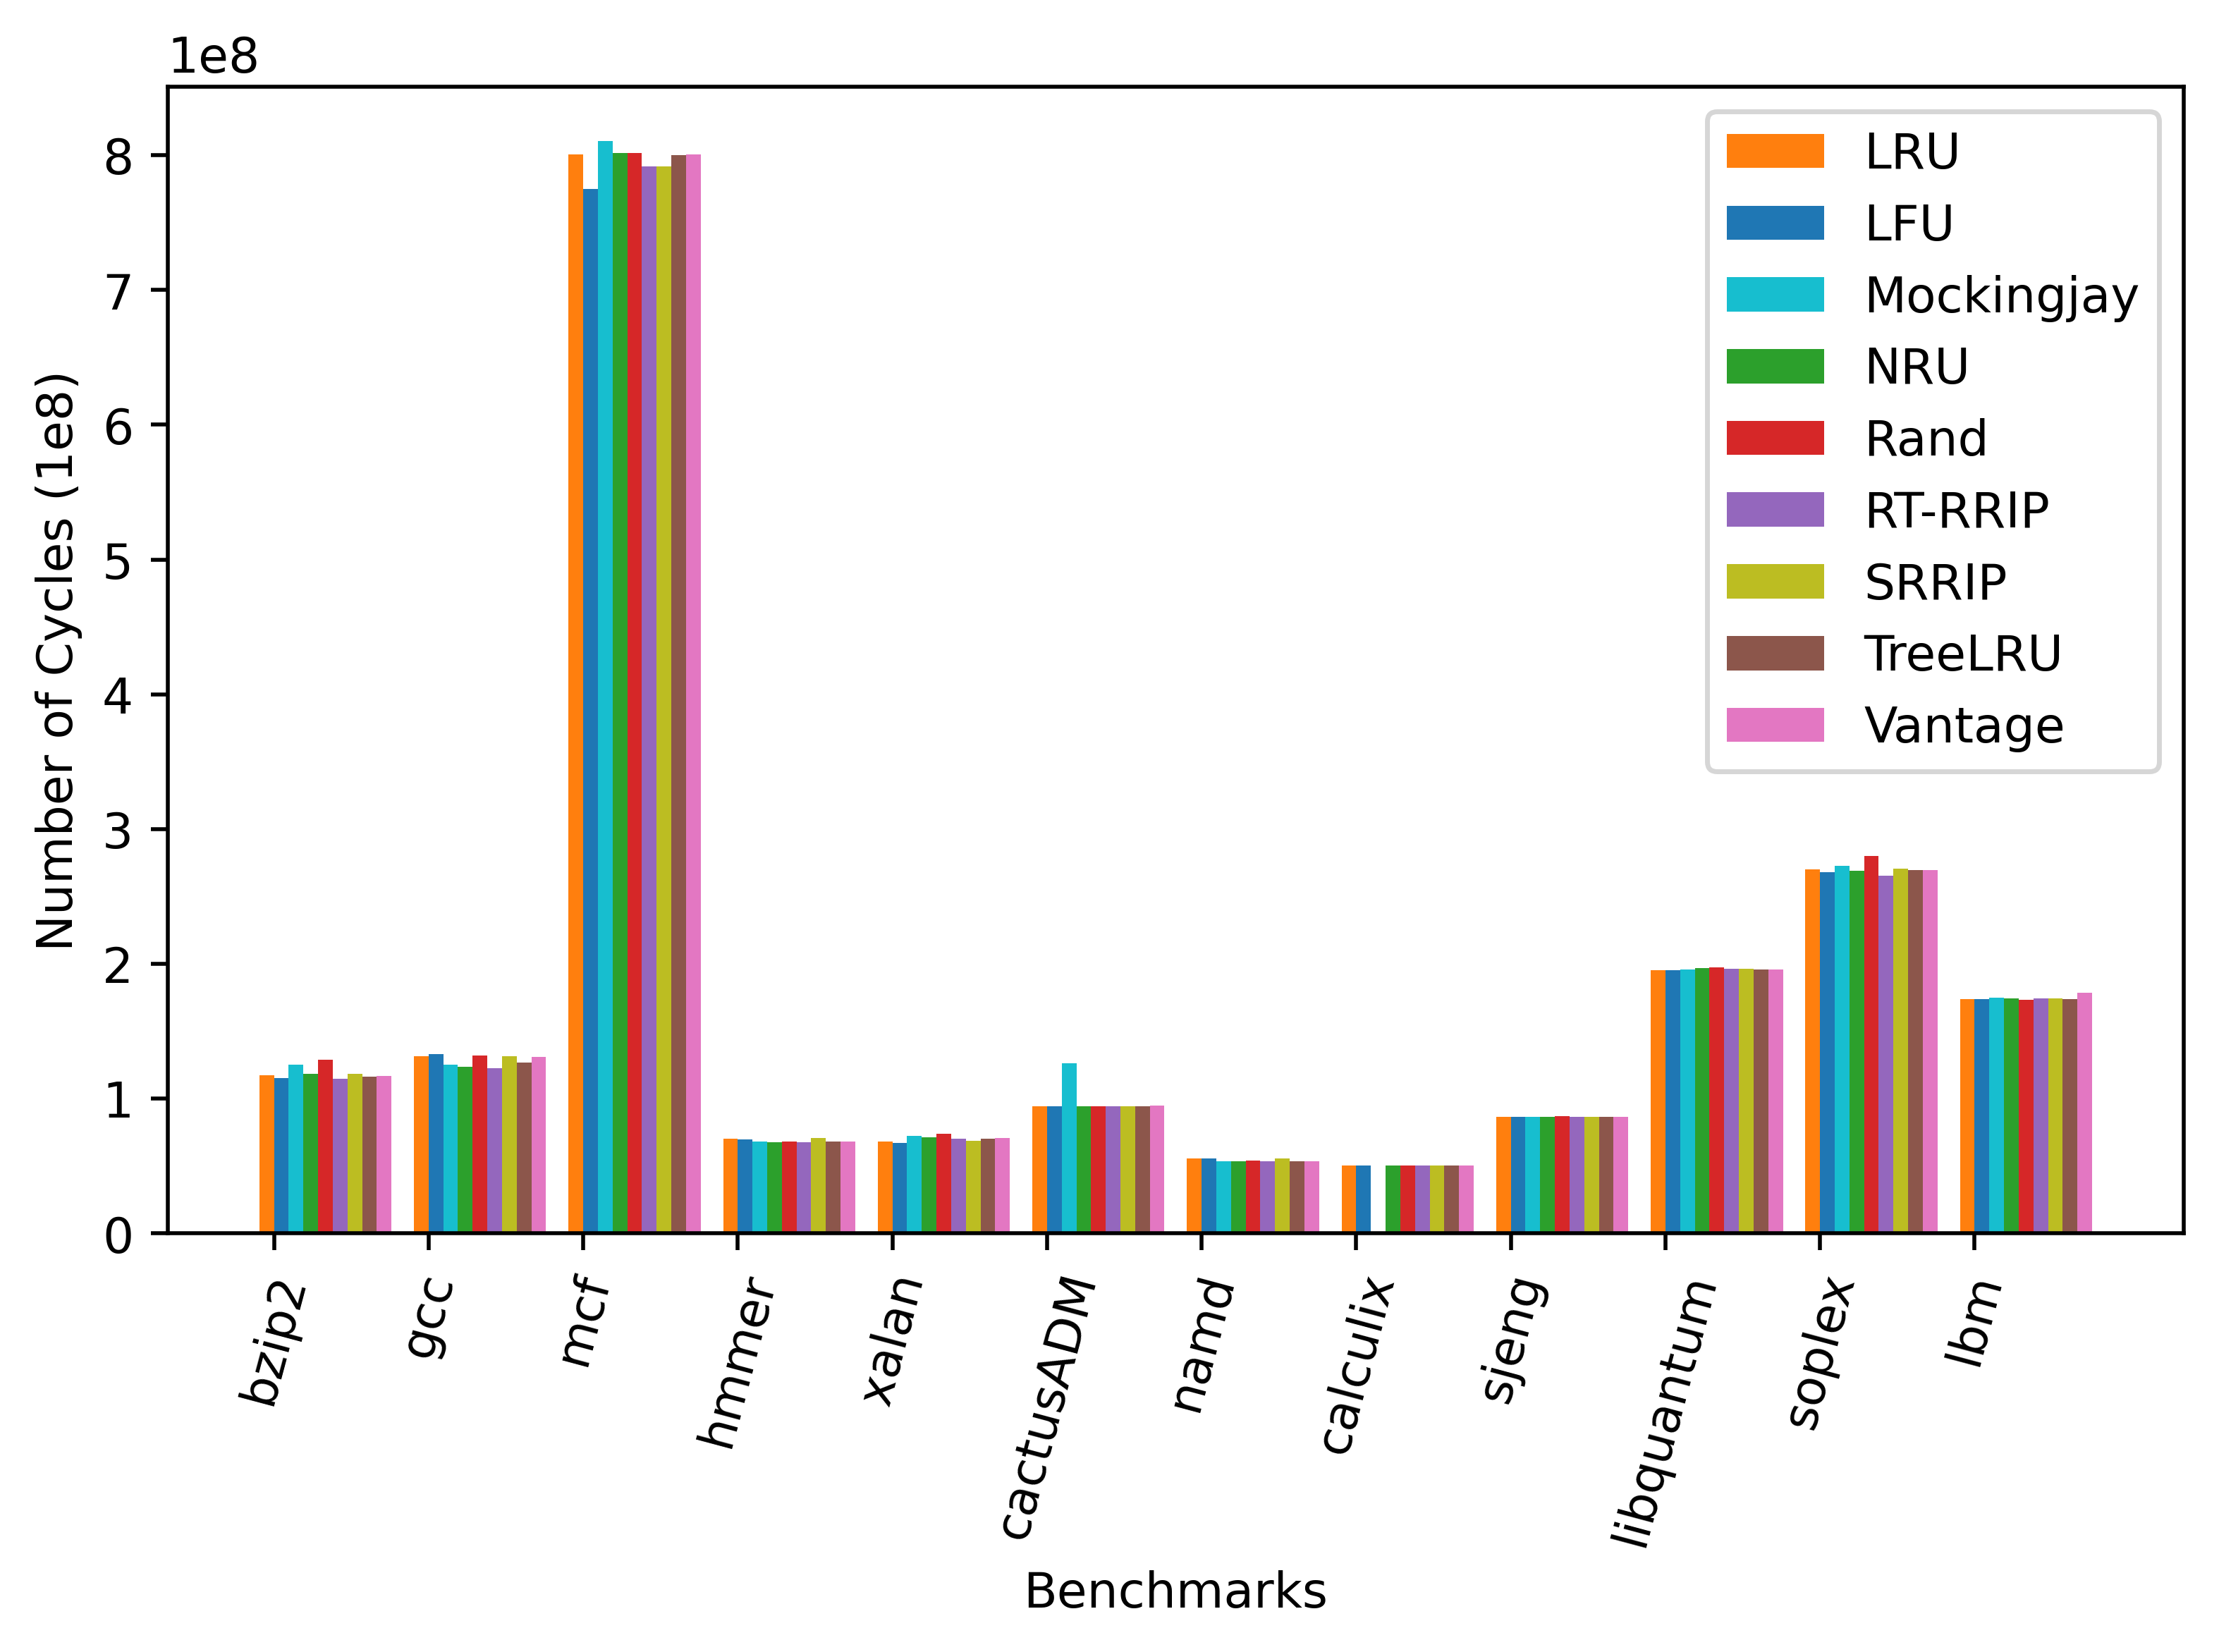 1e8
8
7
6
5
4
3
2
1
0
Number of Cycles (1e8)
LRU
LFU
Mockingjay
NRU
Rand
RT-RRIP
SRRIP
TreeLRU
Vantage
bzip2
gcc
mcf
hmmer
xalan
cactusADM
namd
calculix
sjeng
libquantum
soplex
lbm
Benchmarks